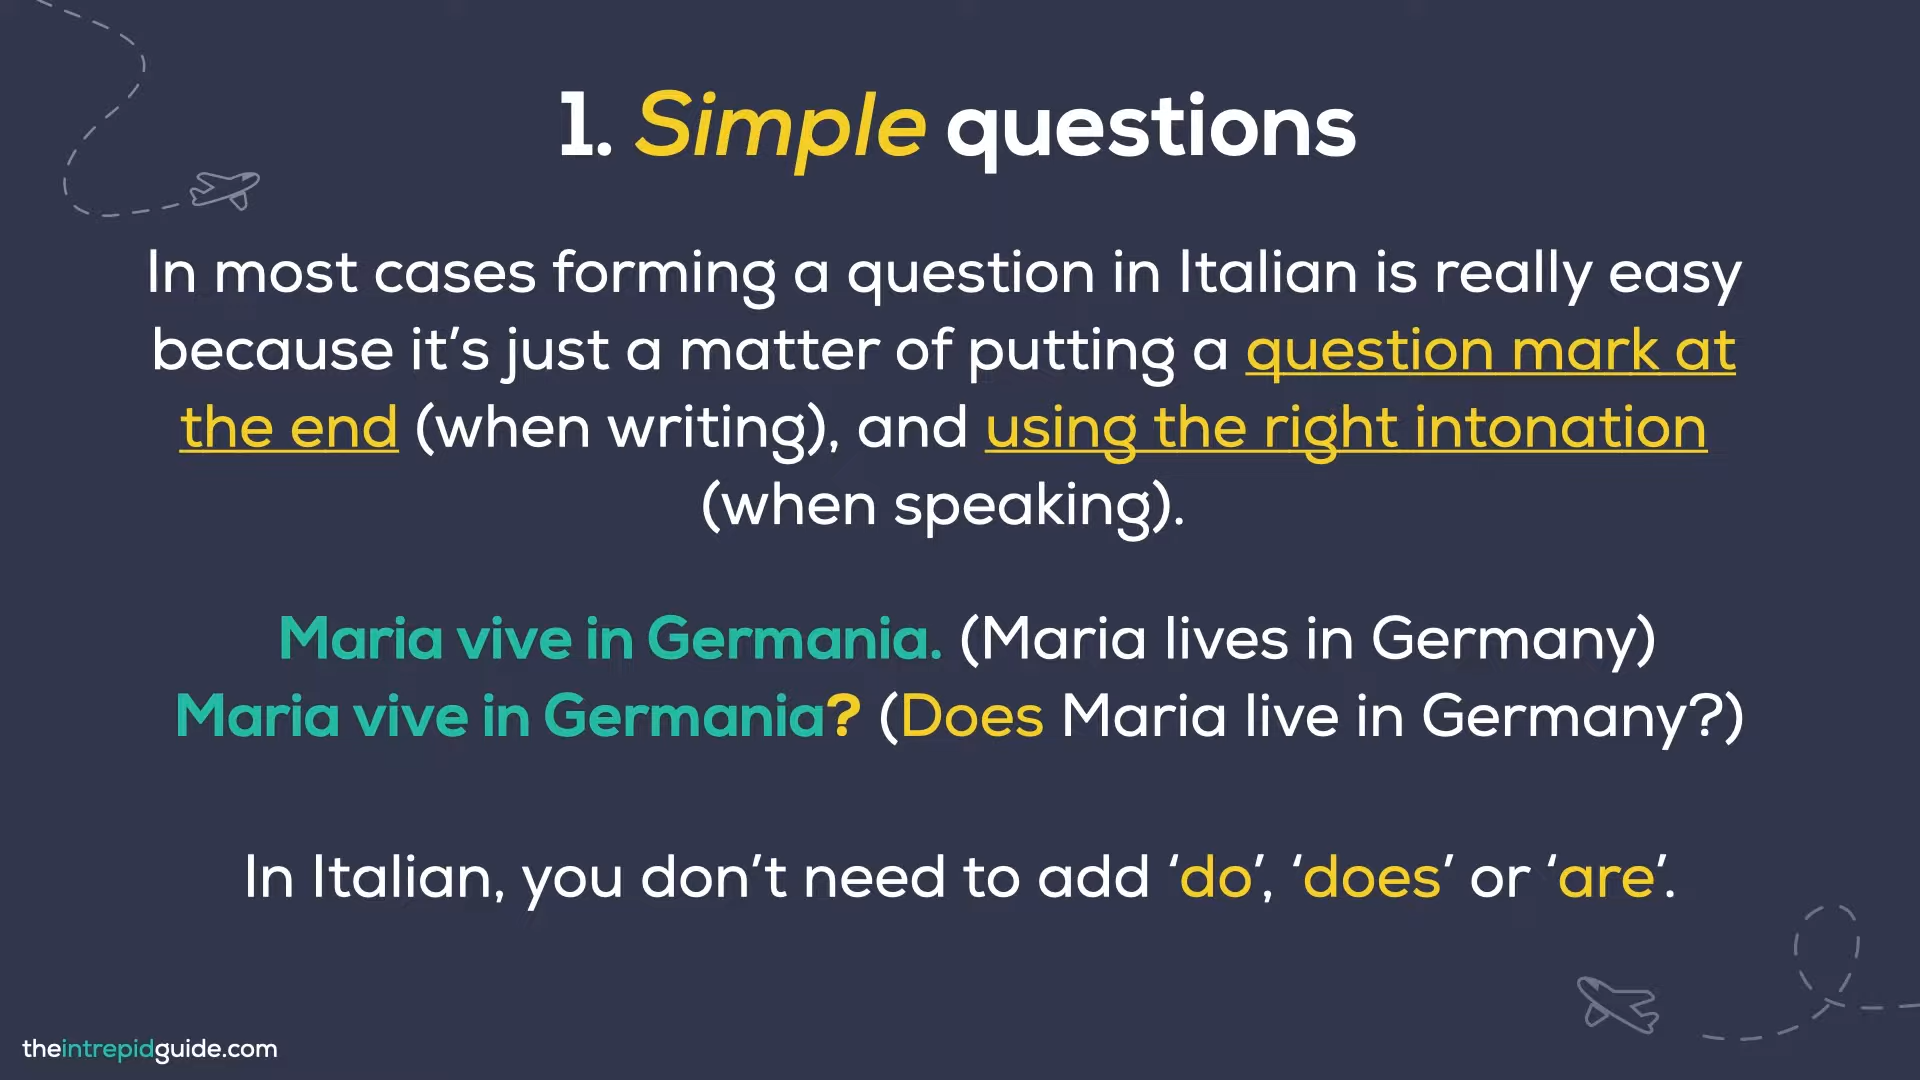 1. Simple questions
In most cases forming a question in Italian is really easy
because it’s just a matter of putting a question mark at
the end (when writing), and using the right intonation
(when speaking).
Maria vive in Germania. (Maria lives in Germany)
Maria vive in Germania? (Does Maria live in Germany?)
In Italian, you don’t need to add ‘do’, ‘does’ or ‘are’.
theintrepidguide.com